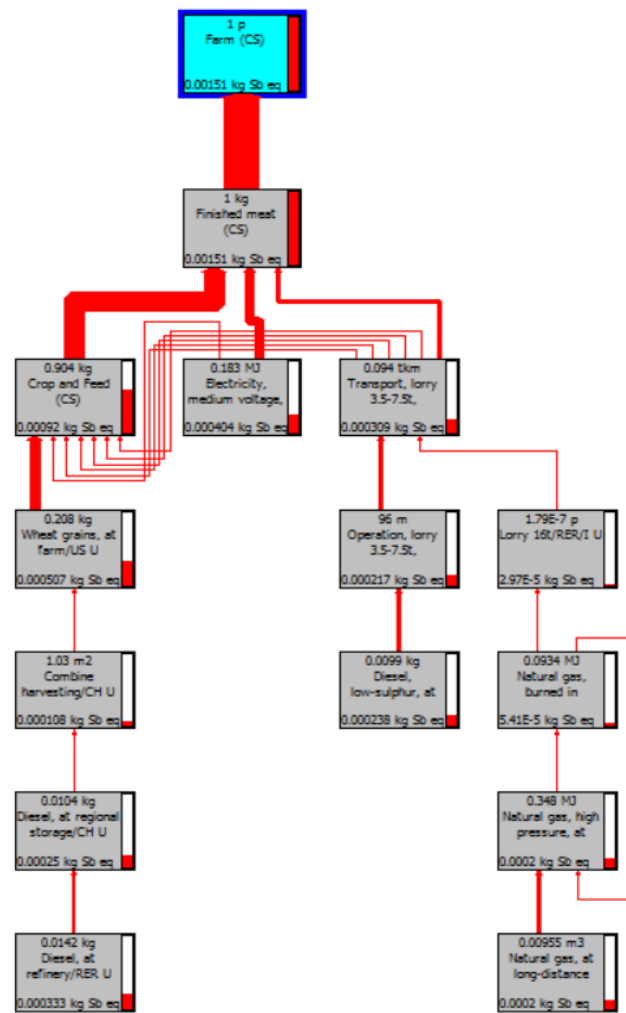 1 p
Farm (CS)
0.00151 kg Sb eq
1 kg
Finished meat
(CS)
0.00151 kg Sb eq
0.904 kg
Crop and Feed
(CS)
0.00092 kg Sb eq
0.183 MJ
Electricity,
medium voltage,
0.000404 kg Sb eq
0.094 tkm
Transport, lorry
3.5-7.5t,
0.000309 kg Sb eq
0.208 kg
Wheat grains, at
farm/US U
0.000507 kg Sb eq
96 m
Operation, lorry
3.5-7.5t,
0.000217 kg Sb eq
1.79E-7 p
Lorry 16t/RER/I U
2.97E-5 kg Sb eq
1.03 m2
Combine
harvesting/CH U
0.000108 kg Sb eq
0.0099 kg
Diesel,
low-sulphur, at
0.000238 kg Sb eq
0.0934 MJ
Natural gas,
burned in
5.41E-5 kg Sb eq
0.0104 kg
Diesel, at regional
storage/CH U
0.00025 kg Sb eq
0.348 MJ
Natural gas, high
pressure, at
0.0002 kg Sb eq
0.0142 kg
Diesel, at
refinery/RER U
0.000333 kg Sb eq
0.00955 m3
Natural gas, at
long-distance
0.0002 kg Sb eq